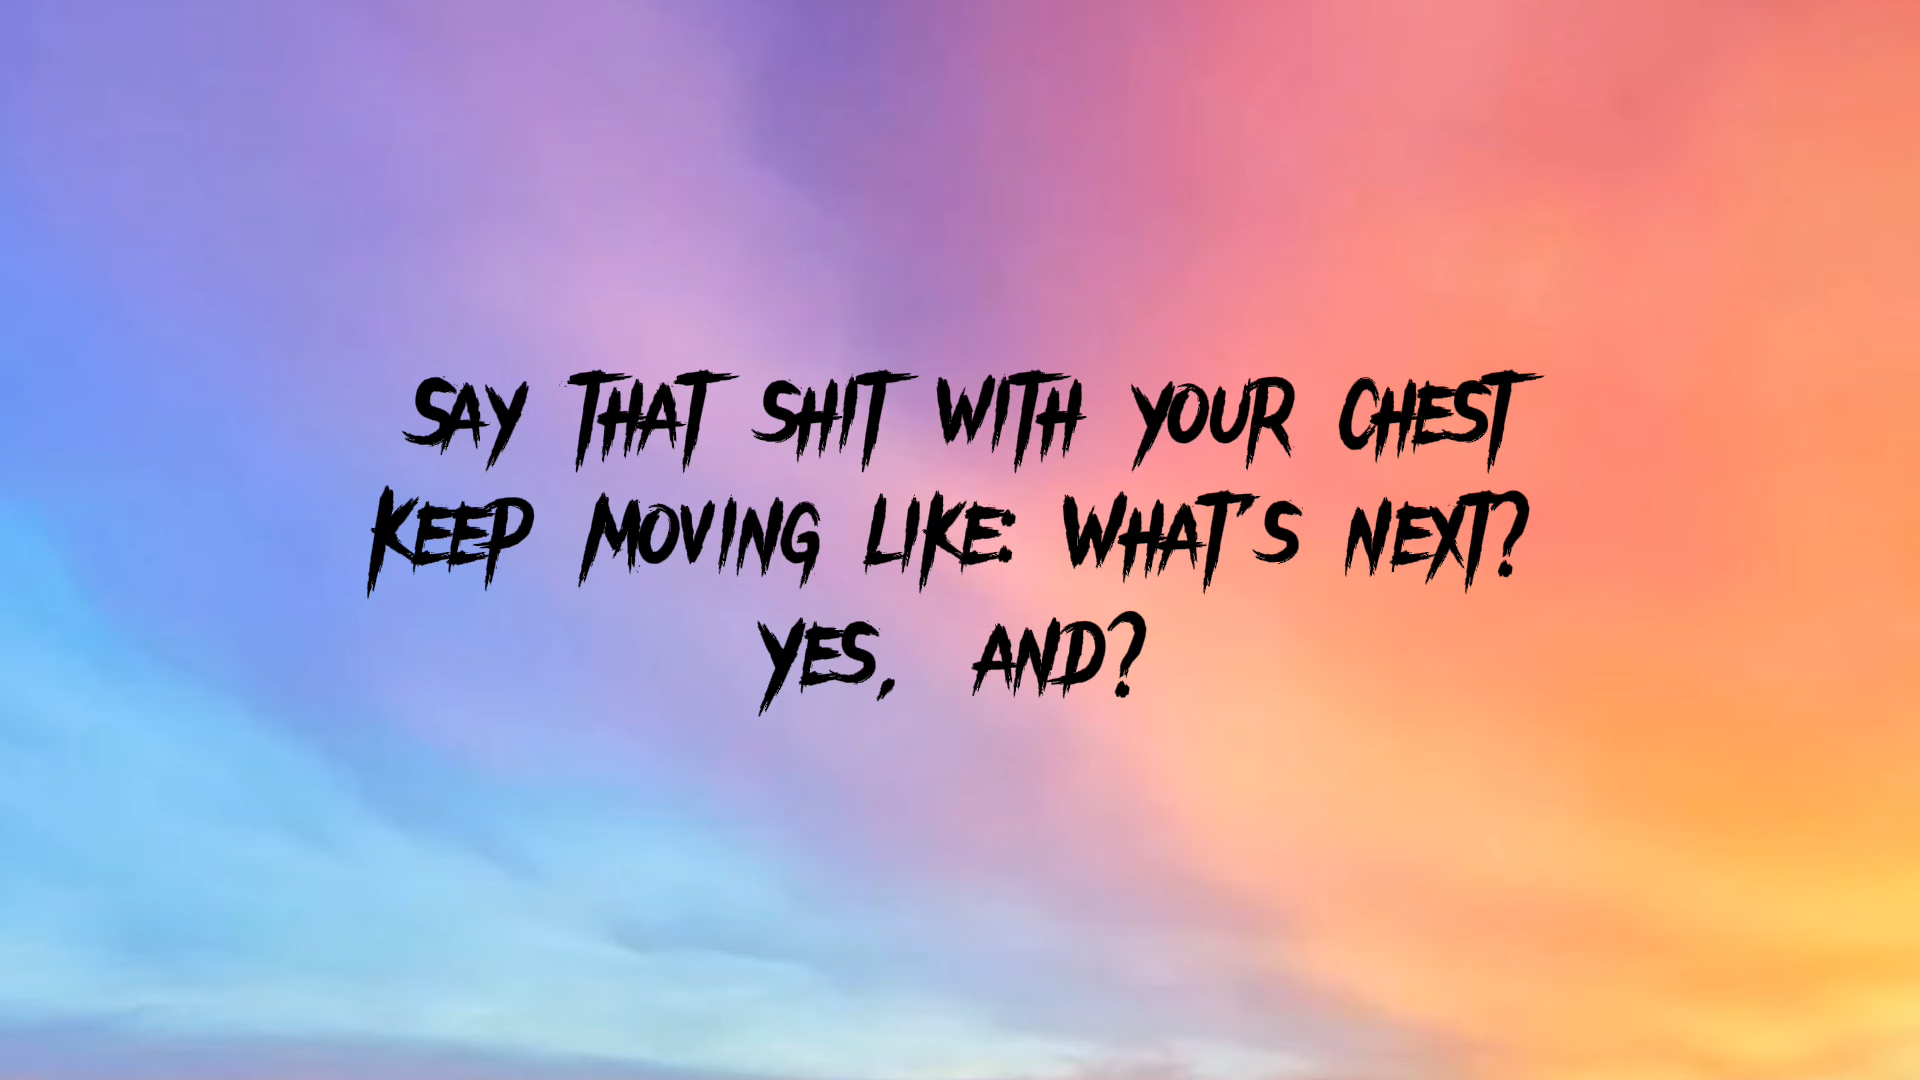 SAY THAT SHIT WITH YOUR CHEST
KEEP MOVING LIKE: WHAT'S NEXT?
YES, AND?